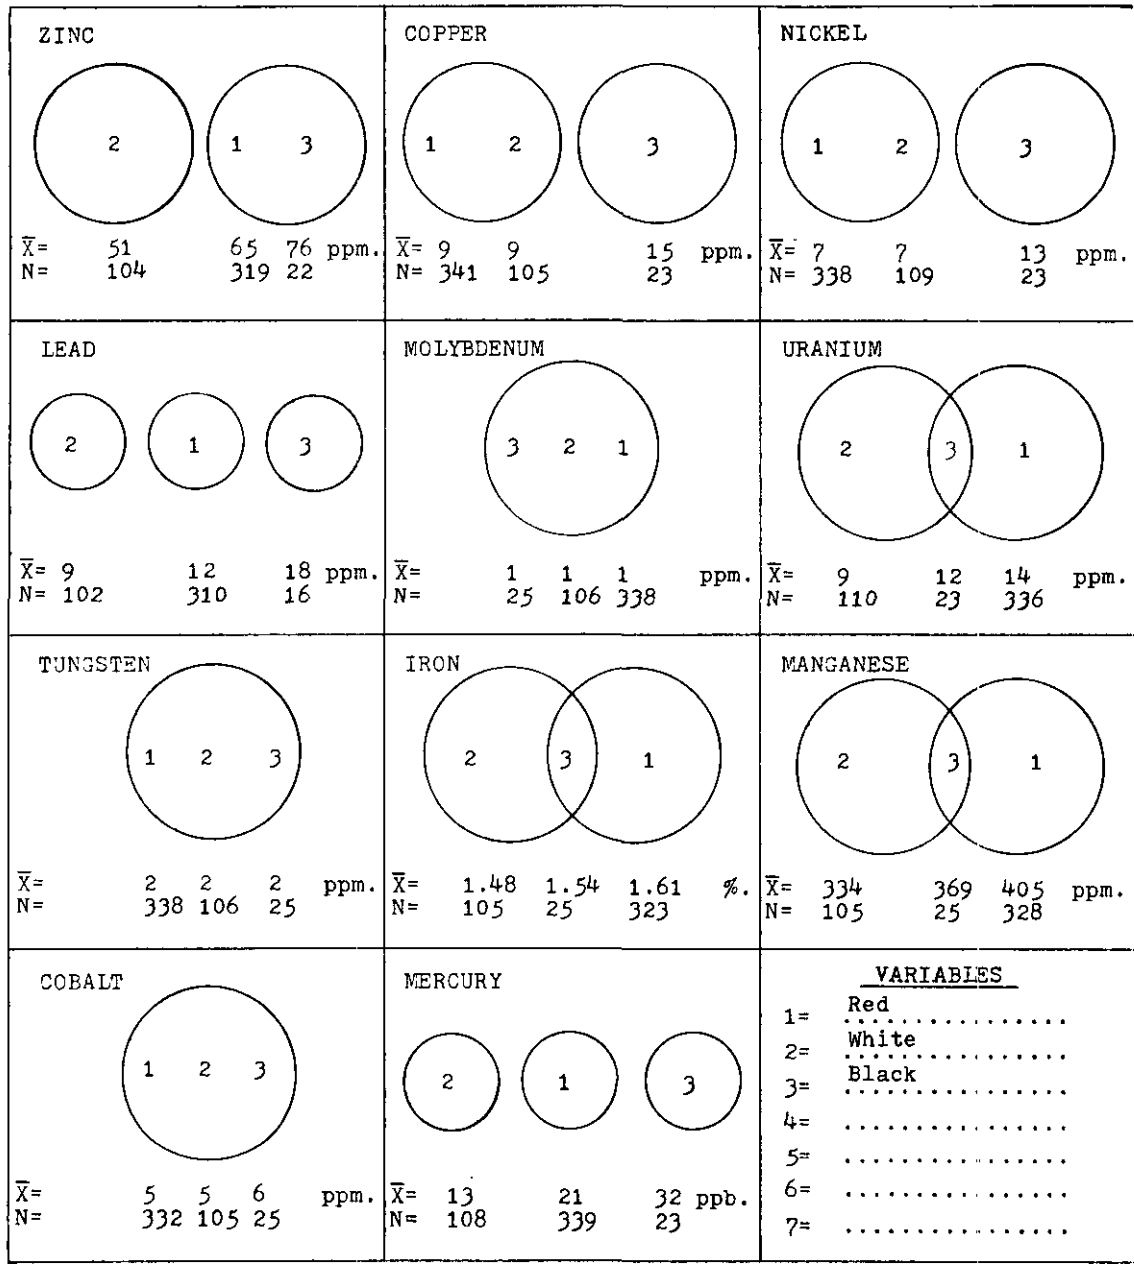 ZINC
2 1 3
X̅= 51 65 76 ppm.
N= 104 319 22
COPPER
1 2 3
X̅= 9 9 15 ppm.
N= 341 105 23
NICKEL
1 2 3
X̅= 7 7 13 ppm.
N= 338 109 23
LEAD
2 1 3
X̅= 9 12 18 ppm.
N= 102 310 16
MOLYBDENUM
3 2 1
X̅= 1 1 1 ppm.
N= 25 106 338
URANIUM
2 3 1
X̅= 9 12 14 ppm.
N= 110 23 336
TUNGSTEN
1 2 3
X̅= 2 2 2 ppm.
N= 338 106 25
IRON
2 3 1
X̅= 1.48 1.54 1.61 %.
N= 105 25 323
MANGANESE
2 3 1
X̅= 334 369 405 ppm.
N= 105 25 328
COBALT
1 2 3
X̅= 5 5 6 ppm.
N= 332 105 25
MERCURY
2 1 3
X̅= 13 21 32 ppb.
N= 108 339 23
VARIABLES
1= Red
2= White
3= Black
4= ................
5= ................
6= ................
7= ................